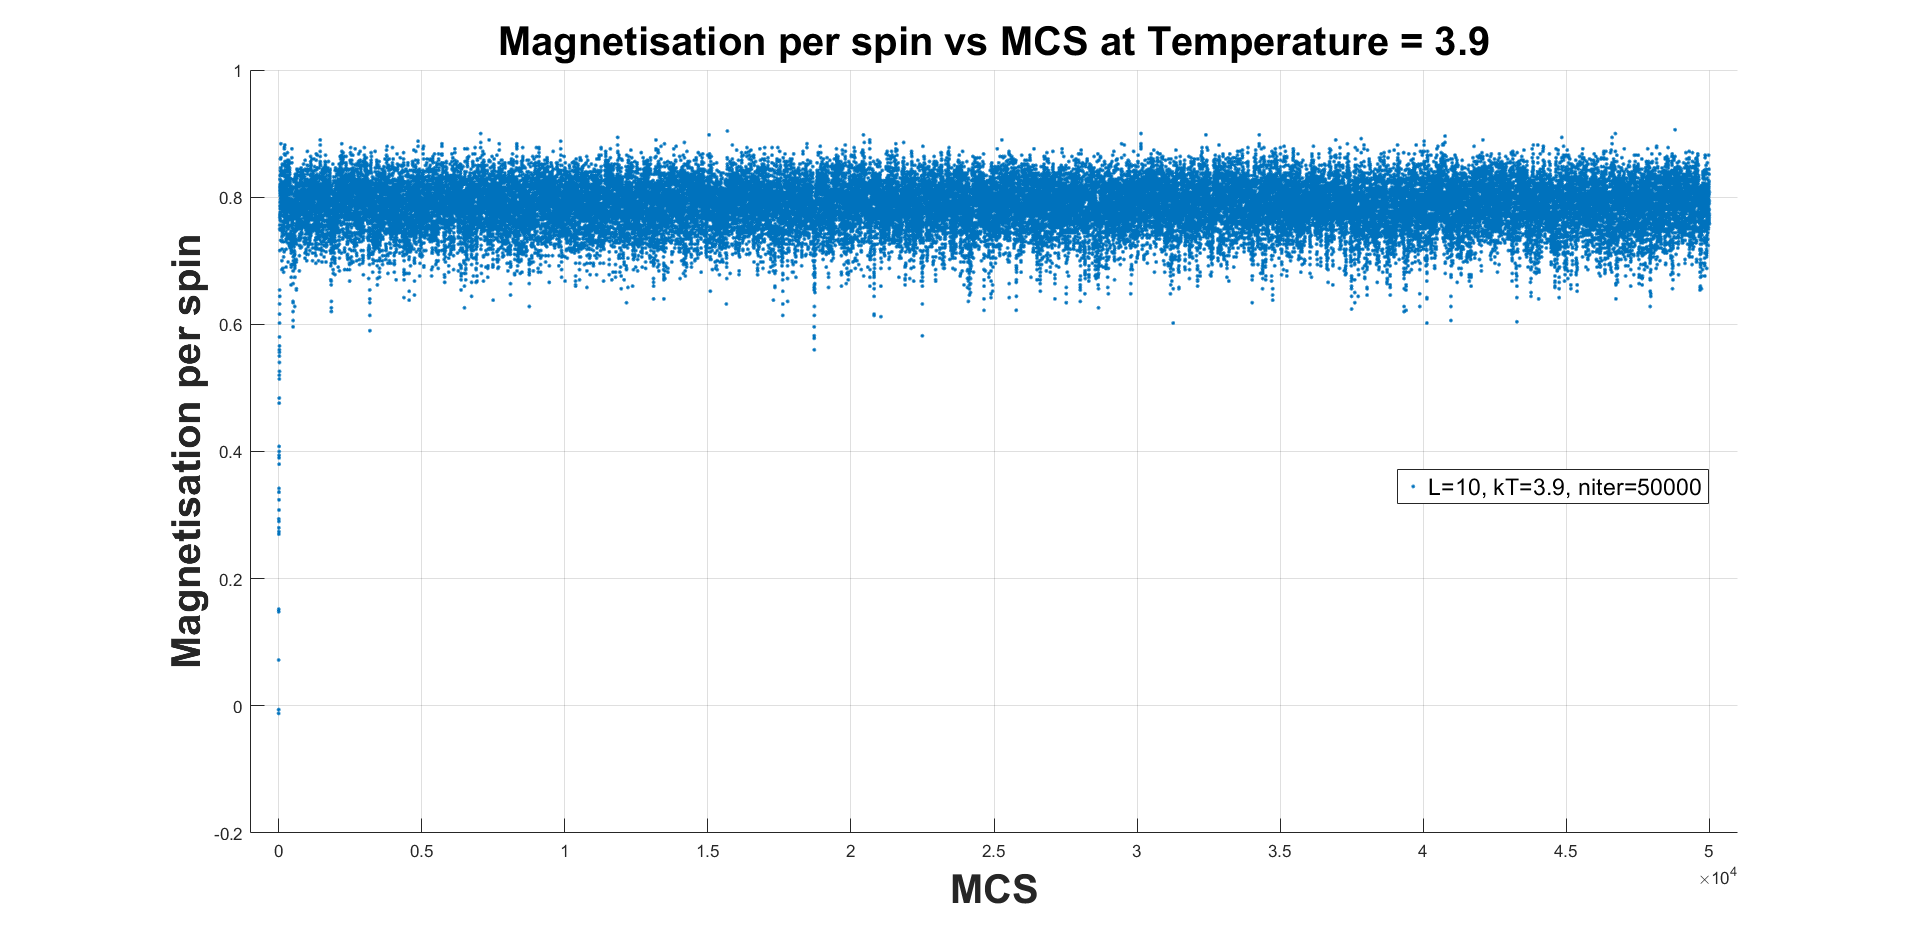 Magnetisation per spin vs MCS at Temperature = 3.9
Magnetisation per spin
1
0.8
0.6
0.4
0.2
0
-0.2
L=10, kT=3.9, niter=50000
0 0.5 1 1.5 2 2.5 3 3.5 4 4.5 5
×10⁴
MCS